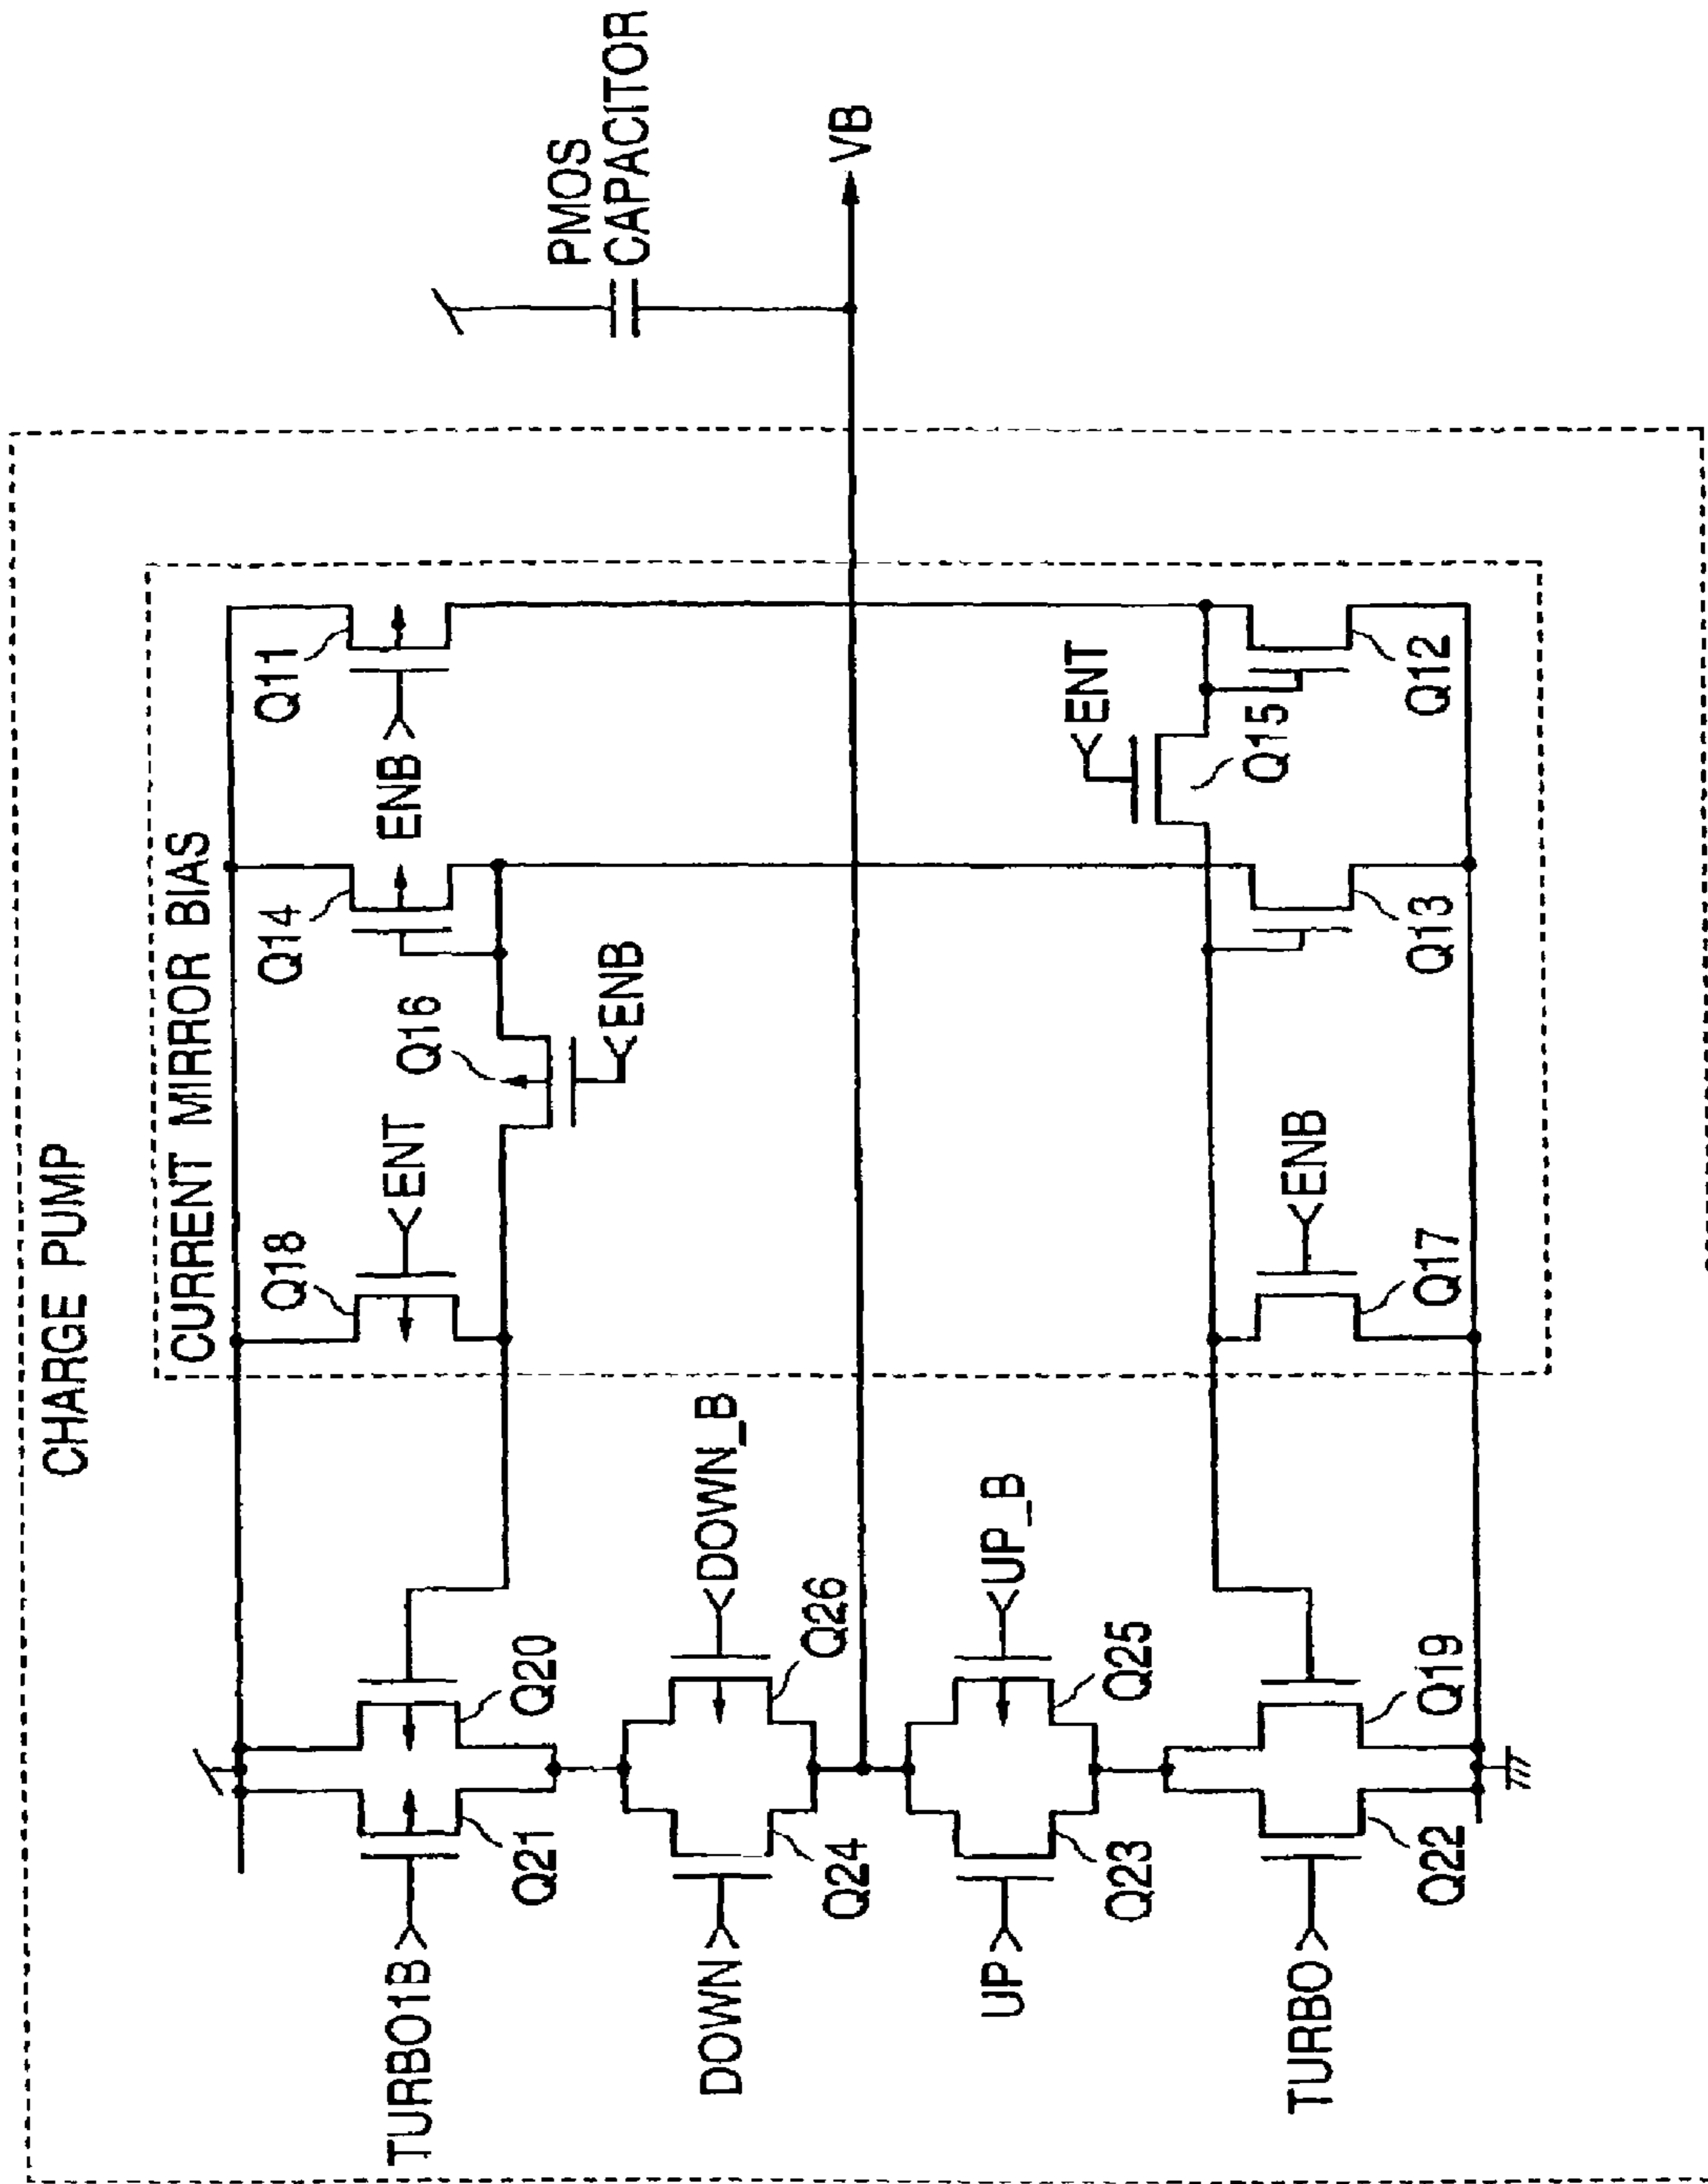 CHARGE PUMP
CURRENT MIRROR BIAS
PMOS
CAPACITOR
TURBO1B
Q21
Q20
Q18
ENT
Q14
Q11
ENB
Q16
ENB
DOWN
Q24
DOWN_B
Q26
VB
UP
Q23
UP_B
Q25
ENT
Q15
TURBO
Q22
Q19
ENB
Q17
Q13
Q12